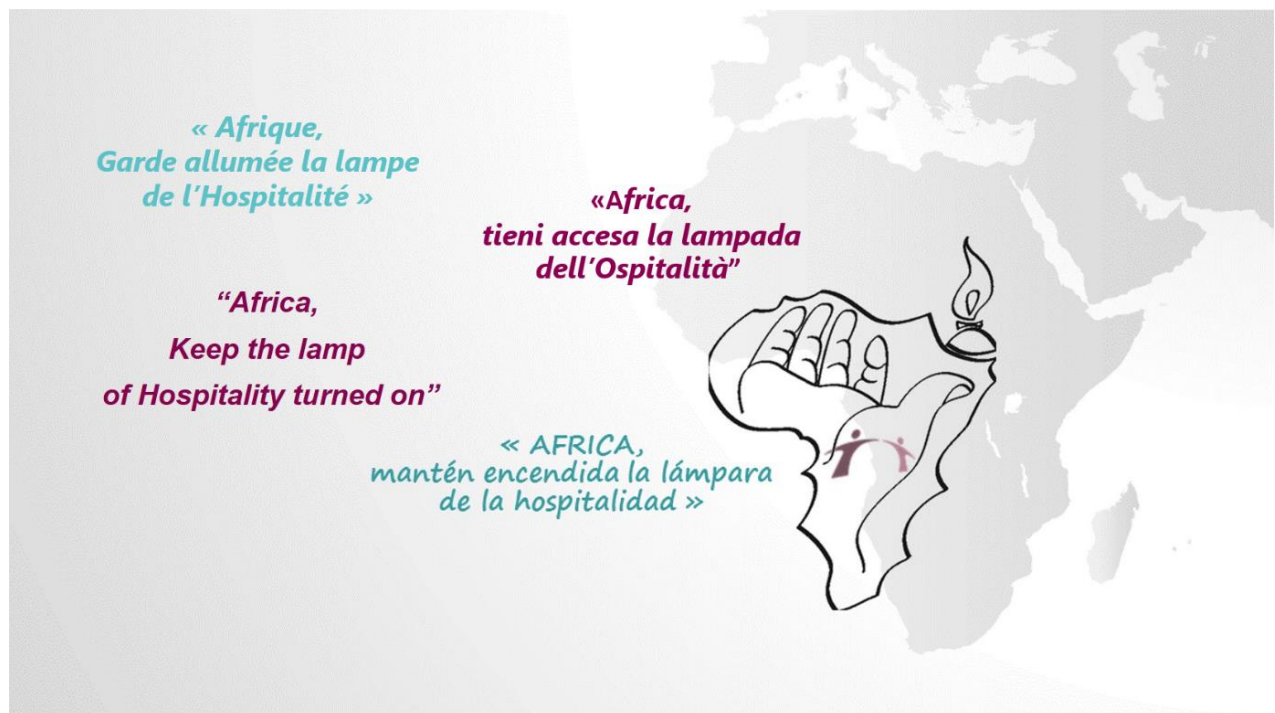 « Afrique,
Garde allumée la lampe
de l’Hospitalité »
«Africa,
tieni accesa la lampada
dell’Ospitalità”
“Africa,
Keep the lamp
of Hospitality turned on”
« AFRICA,
mantén encendida la lámpara
de la hospitalidad »